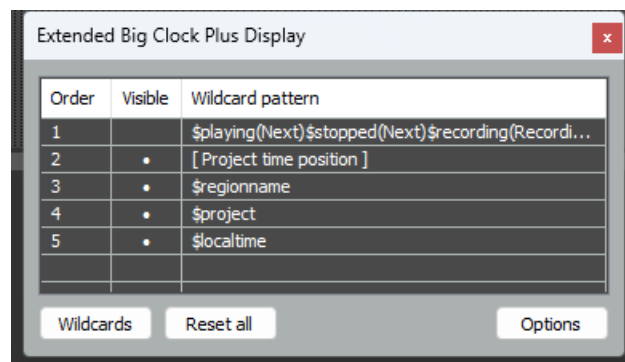 Extended Big Clock Plus Display
x
Order Visible Wildcard pattern
1 $playing(Next)$stopped(Next)$recording(Recordi...
2 • [ Project time position ]
3 • $regionname
4 • $project
5 • $localtime
Wildcards Reset all Options